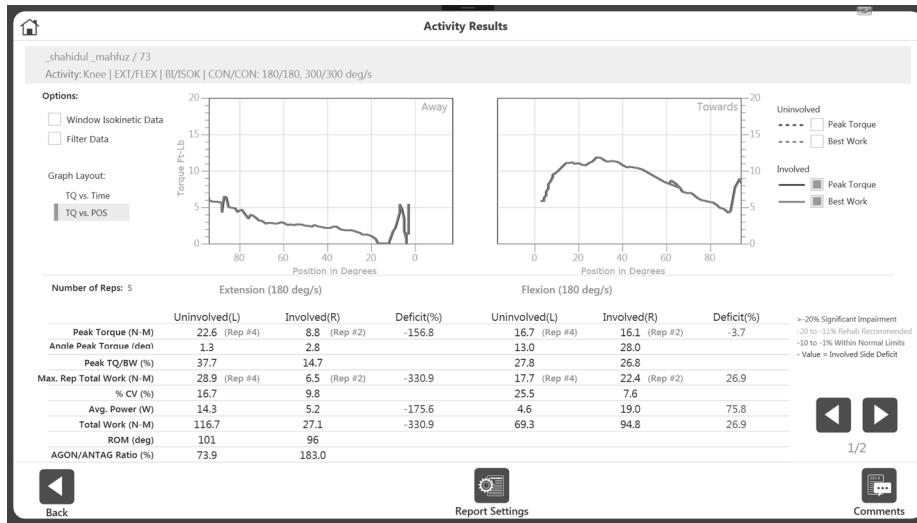 Activity Results
_shahidul _mahfuz / 73
Activity: Knee | EXT/FLEX | BI/ISOK | CON/CON: 180/180, 300/300 deg/s
Options:
Window Isokinetic Data
Filter Data
Graph Layout:
TQ vs. Time
TQ vs. POS
20
15
10
5
0
Torque Ft-Lb
Away
80 60 40 20 0
Position in Degrees
Towards
20
15
10
5
0
0 20 40 60 80
Position in Degrees
Uninvolved
Peak Torque
Best Work
Involved
Peak Torque
Best Work
Number of Reps: 5 Extension (180 deg/s) Flexion (180 deg/s)
Uninvolved(L) Involved(R) Deficit(%) Uninvolved(L) Involved(R) Deficit(%)
Peak Torque (N-M) 22.6 (Rep #4) 8.8 (Rep #2) -156.8 16.7 (Rep #4) 16.1 (Rep #2) -3.7
Angle Peak Torque (deg) 1.3 2.8 13.0 28.0
Peak TQ/BW (%) 37.7 14.7 27.8 26.8
Max. Rep Total Work (N-M) 28.9 (Rep #4) 6.5 (Rep #2) -330.9 17.7 (Rep #4) 22.4 (Rep #2) 26.9
% CV (%) 16.7 9.8 25.5 7.6
Avg. Power (W) 14.3 5.2 -175.6 4.6 19.0 75.8
Total Work (N-M) 116.7 27.1 -330.9 69.3 94.8 26.9
ROM (deg) 101 96
AGON/ANTAG Ratio (%) 73.9 183.0
>-20% Significant Impairment
-20 to -11% Rehab Recommended
-10 to -1% Within Normal Limits
- Value = Involved Side Deficit
1/2
Back
Report Settings
Comments